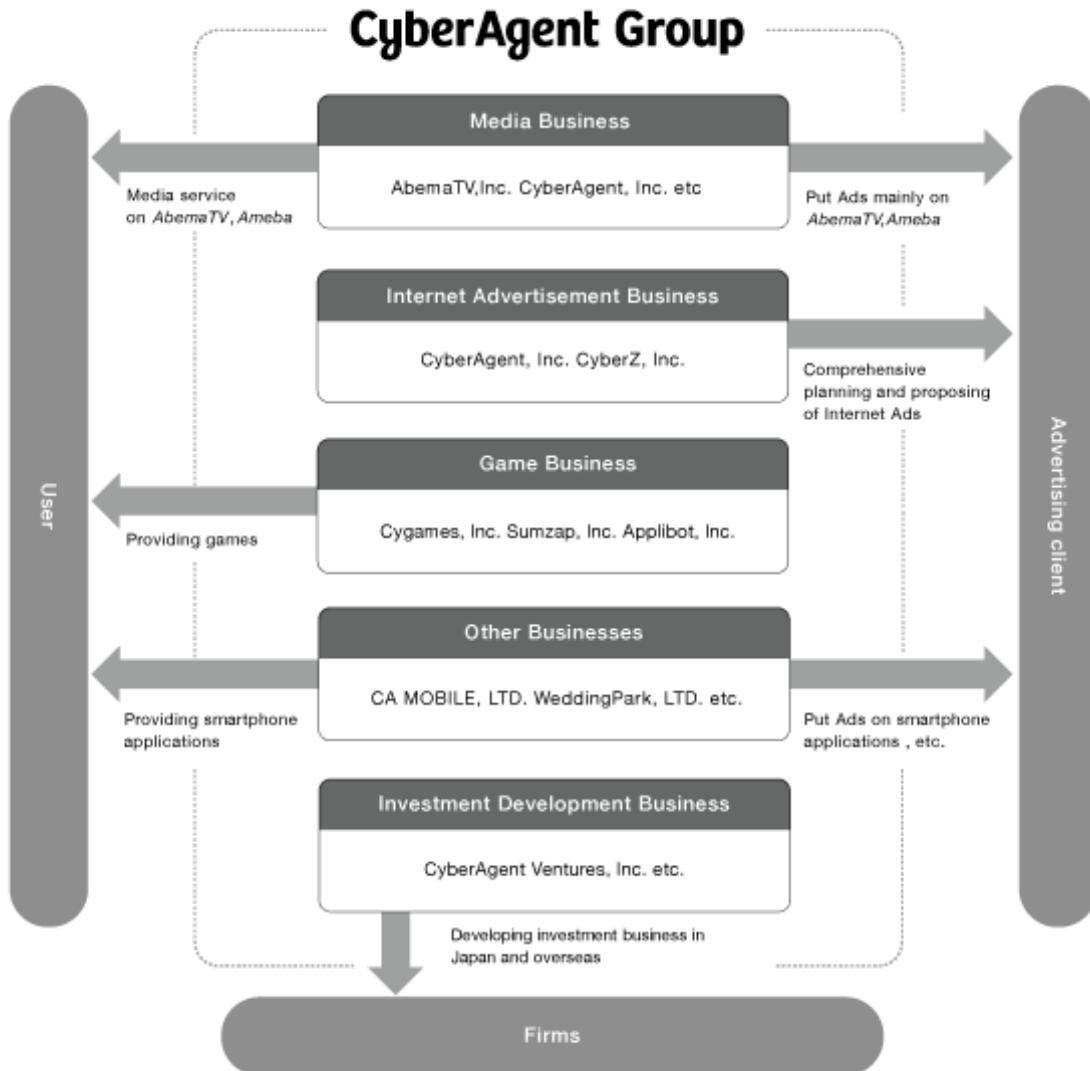 CyberAgent Group
Media Business
AbemaTV,Inc. CyberAgent, Inc. etc
Media service
on AbemaTV, Ameba
Put Ads mainly on
AbemaTV,Ameba
Internet Advertisement Business
CyberAgent, Inc. CyberZ, Inc.
Comprehensive
planning and proposing
of Internet Ads
Game Business
Cygames, Inc. Sumzap, Inc. Applibot, Inc.
Providing games
User
Advertising client
Other Businesses
CA MOBILE, LTD. WeddingPark, LTD. etc.
Providing smartphone
applications
Put Ads on smartphone
applications , etc.
Investment Development Business
CyberAgent Ventures, Inc. etc.
Developing investment business in
Japan and overseas
Firms